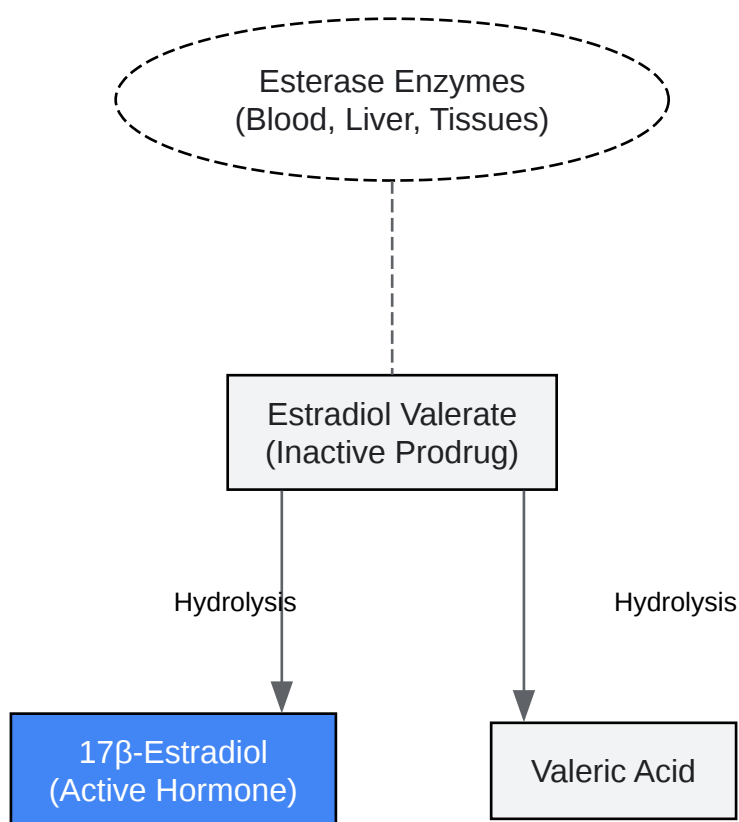 Esterase Enzymes
(Blood, Liver, Tissues)
Estradiol Valerate
(Inactive Prodrug)
Hydrolysis
Hydrolysis
17β-Estradiol
(Active Hormone)
Valeric Acid